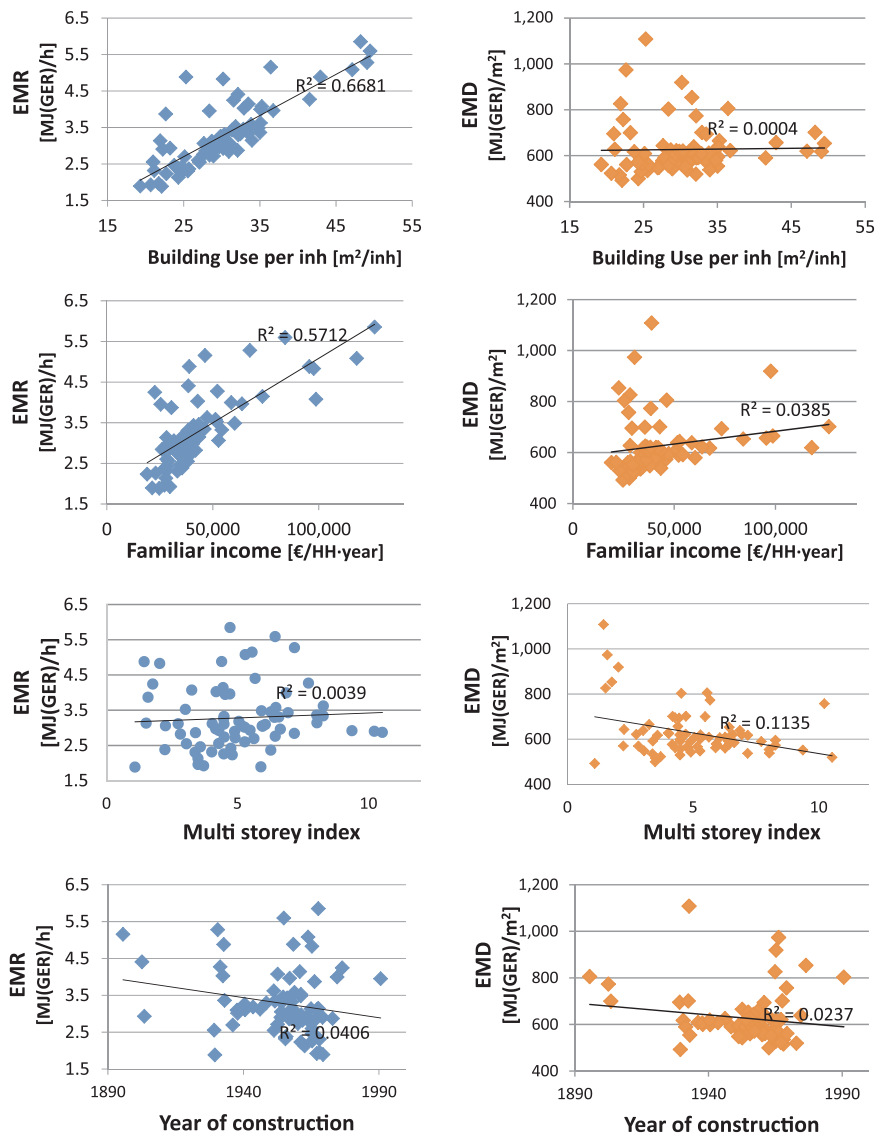 EMR
[MJ(GER)/h]
6.5
5.5
4.5
3.5
2.5
1.5
R² = 0.6681
15
25
35
45
55
Building Use per inh [m²/inh]
EMD
[MJ(GER)/m²]
1,200
1,000
800
600
400
R² = 0.0004
15
25
35
45
55
Building Use per inh [m²/inh]
EMR
[MJ(GER)/h]
6.5
5.5
4.5
3.5
2.5
1.5
R² = 0.5712
0
50,000
100,000
Familiar income [€/HH·year]
EMD
[MJ(GER)/m²]
1,200
1,000
800
600
400
R² = 0.0385
0
50,000
100,000
Familiar income [€/HH·year]
EMR
[MJ(GER)/h]
6.5
5.5
4.5
3.5
2.5
1.5
R² = 0.0039
0
5
10
Multi storey index
EMD
[MJ(GER)/m²]
1,200
1,000
800
600
400
R² = 0.1135
0
5
10
Multi storey index
EMR
[MJ(GER)/h]
6.5
5.5
4.5
3.5
2.5
1.5
R² = 0.0406
1890
1940
1990
Year of construction
EMD
[MJ(GER)/m²]
1,200
1,000
800
600
400
R² = 0.0237
1890
1940
1990
Year of construction